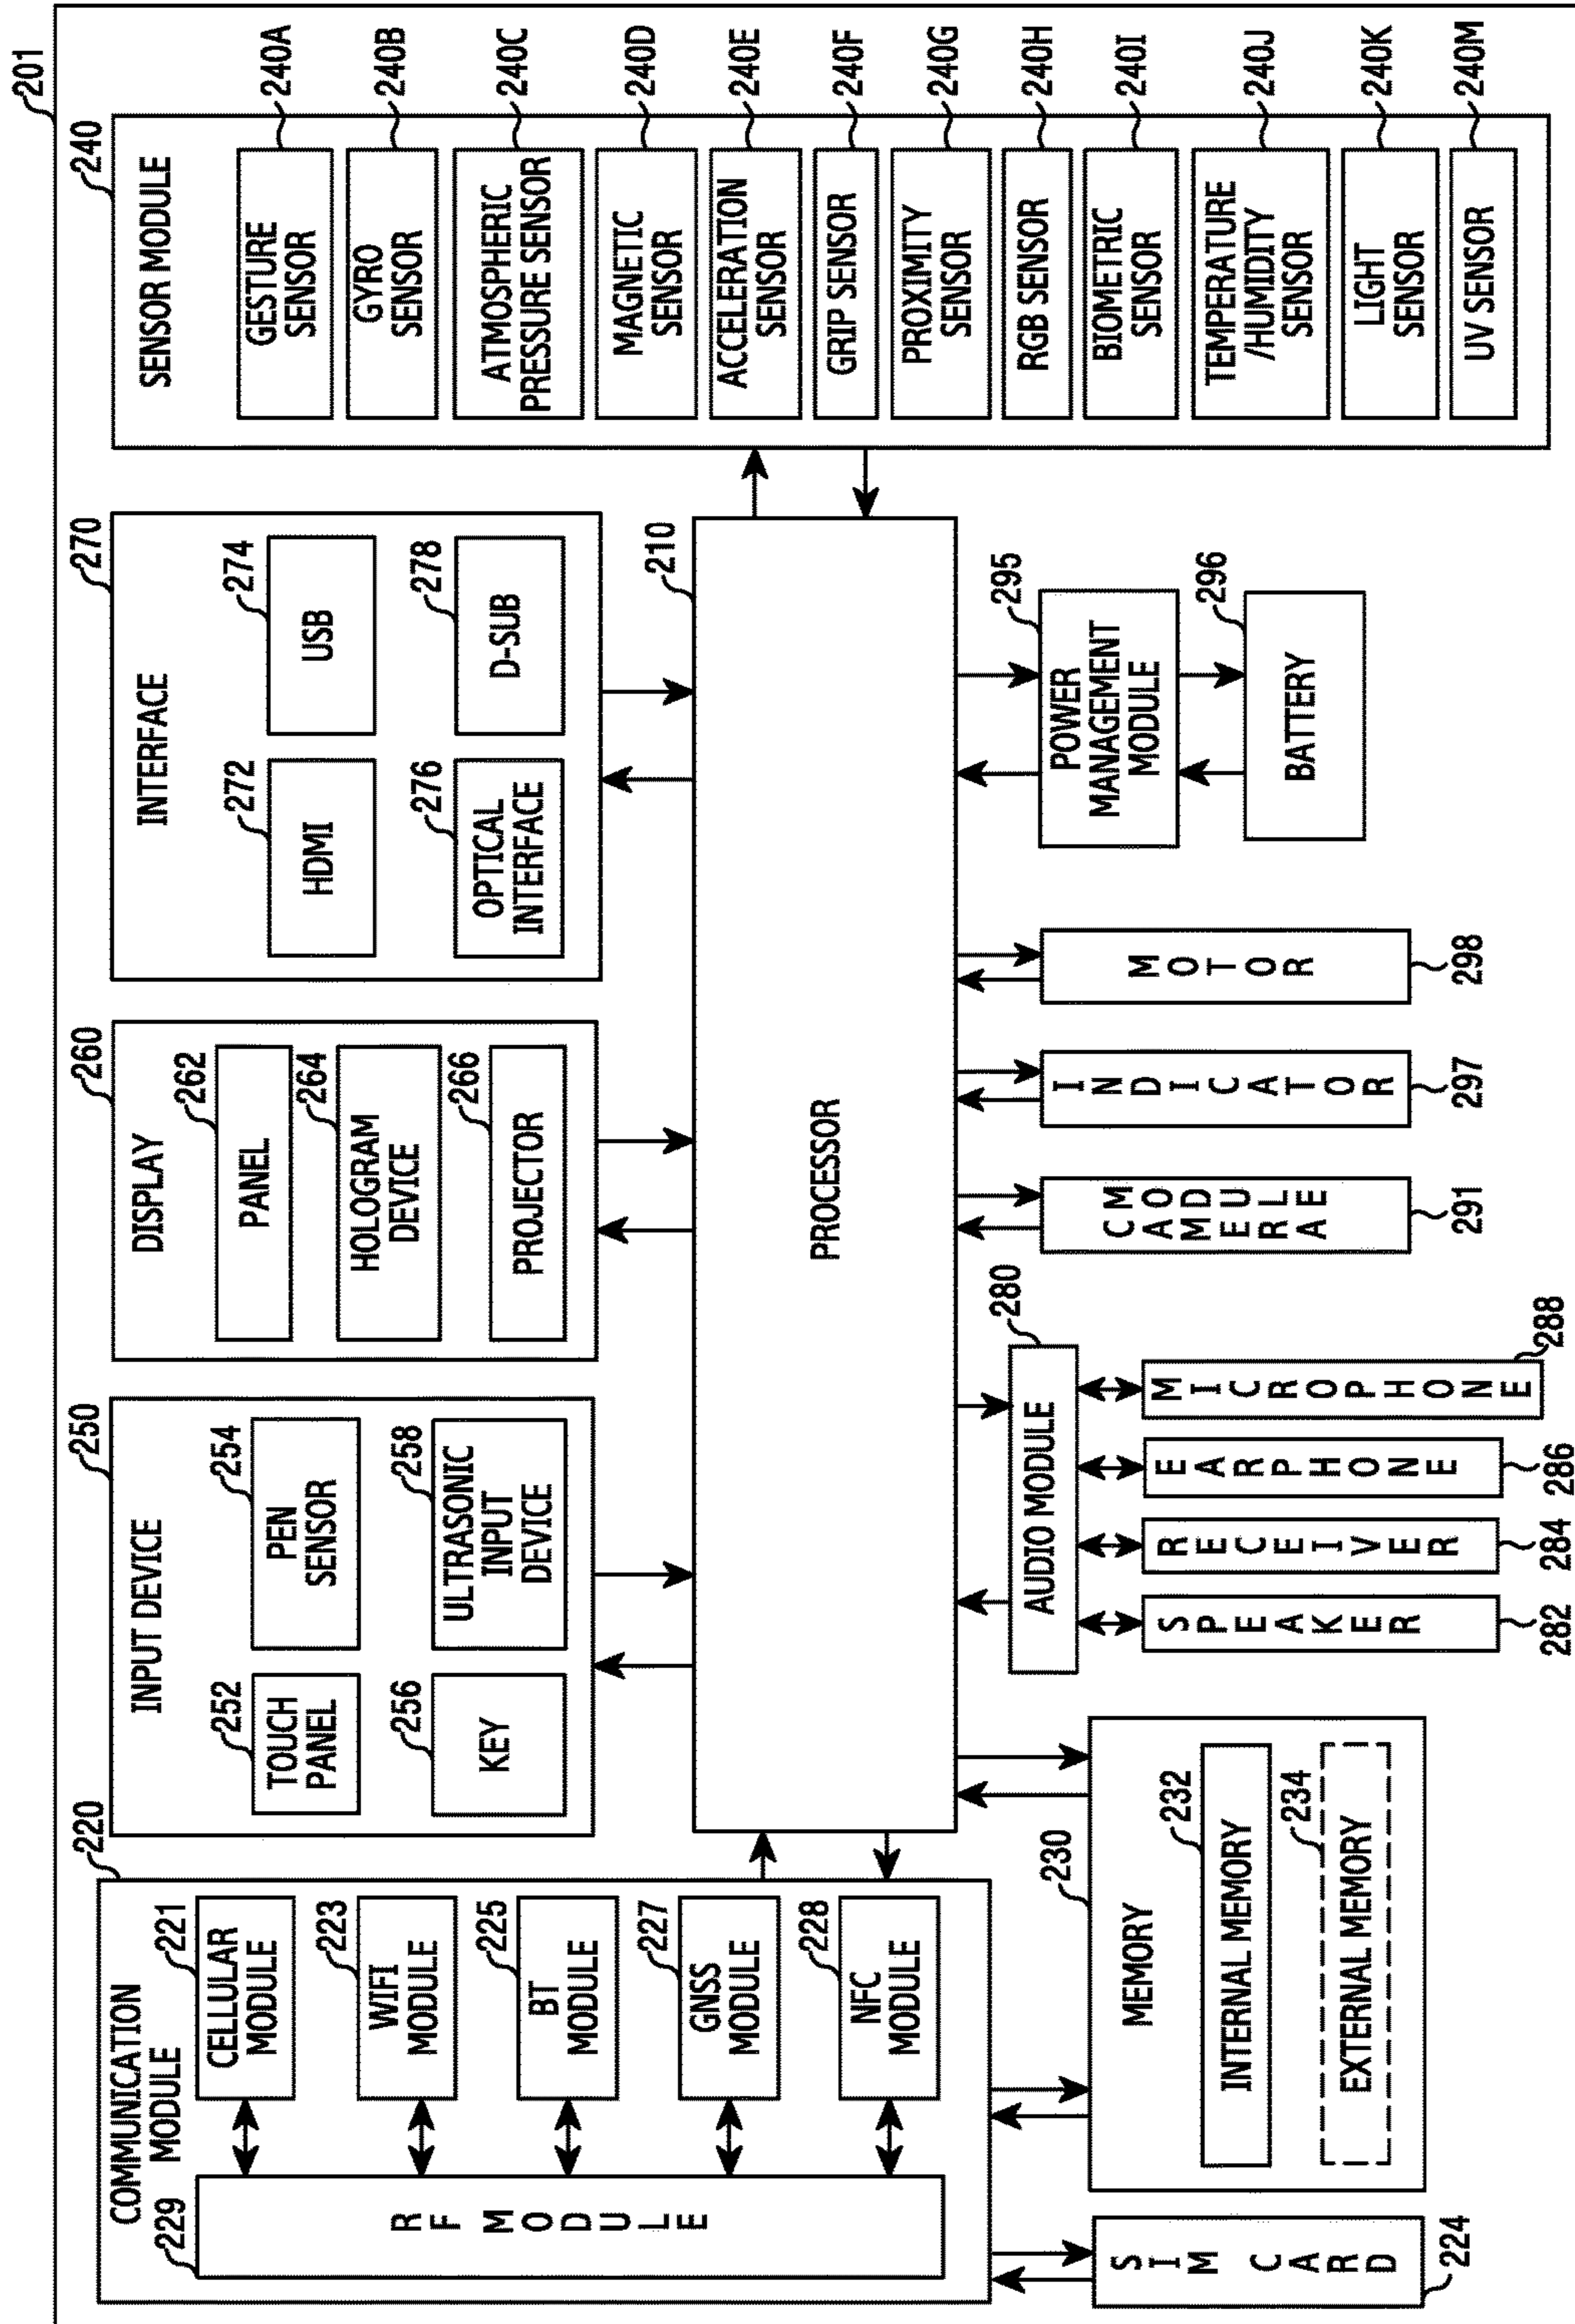 201
COMMUNICATION
MODULE
220
229
RF MODULE
221
CELLULAR
MODULE
223
WIFI
MODULE
225
BT
MODULE
227
GNSS
MODULE
228
NFC
MODULE
INPUT DEVICE
250
252
TOUCH
PANEL
254
PEN
SENSOR
256
KEY
258
ULTRASONIC
INPUT
DEVICE
DISPLAY
260
262
PANEL
264
HOLOGRAM
DEVICE
266
PROJECTOR
INTERFACE
270
272
HDMI
274
USB
276
OPTICAL
INTERFACE
278
D-SUB
SENSOR MODULE
240
GESTURE
SENSOR
240A
GYRO
SENSOR
240B
ATMOSPHERIC
PRESSURE SENSOR
240C
MAGNETIC
SENSOR
240D
ACCELERATION
SENSOR
240E
GRIP SENSOR
240F
PROXIMITY
SENSOR
240G
RGB SENSOR
240H
BIOMETRIC
SENSOR
240I
TEMPERATURE
/HUMIDITY
SENSOR
240J
LIGHT
SENSOR
240K
UV SENSOR
240M
PROCESSOR
210
SIM CARD
224
MEMORY
230
INTERNAL MEMORY
232
EXTERNAL MEMORY
234
AUDIO MODULE
280
SPEAKER
282
RECEIVER
284
EARPHONE
286
MICROPHONE
288
CAMERA
MODULE
291
INDICATOR
297
MOTOR
298
POWER
MANAGEMENT
MODULE
295
BATTERY
296